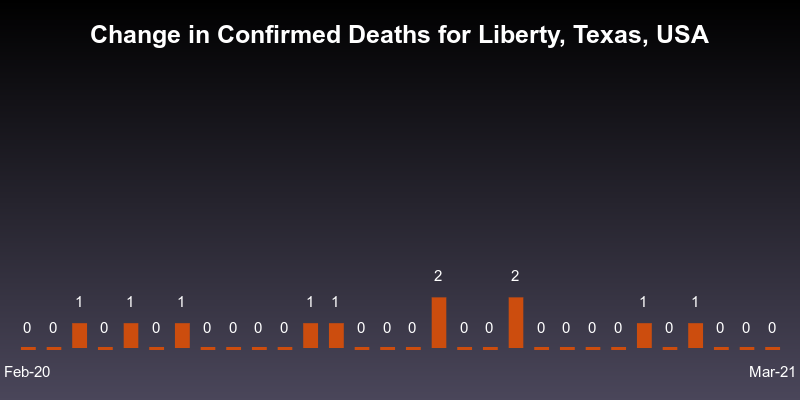 Change in Confirmed Deaths for Liberty, Texas, USA
2 2
1 1 1 1 1 1 1
0 0 0 0 0 0 0 0 0 0 0 0 0 0 0 0 0 0 0 0 0
Feb-20 Mar-21